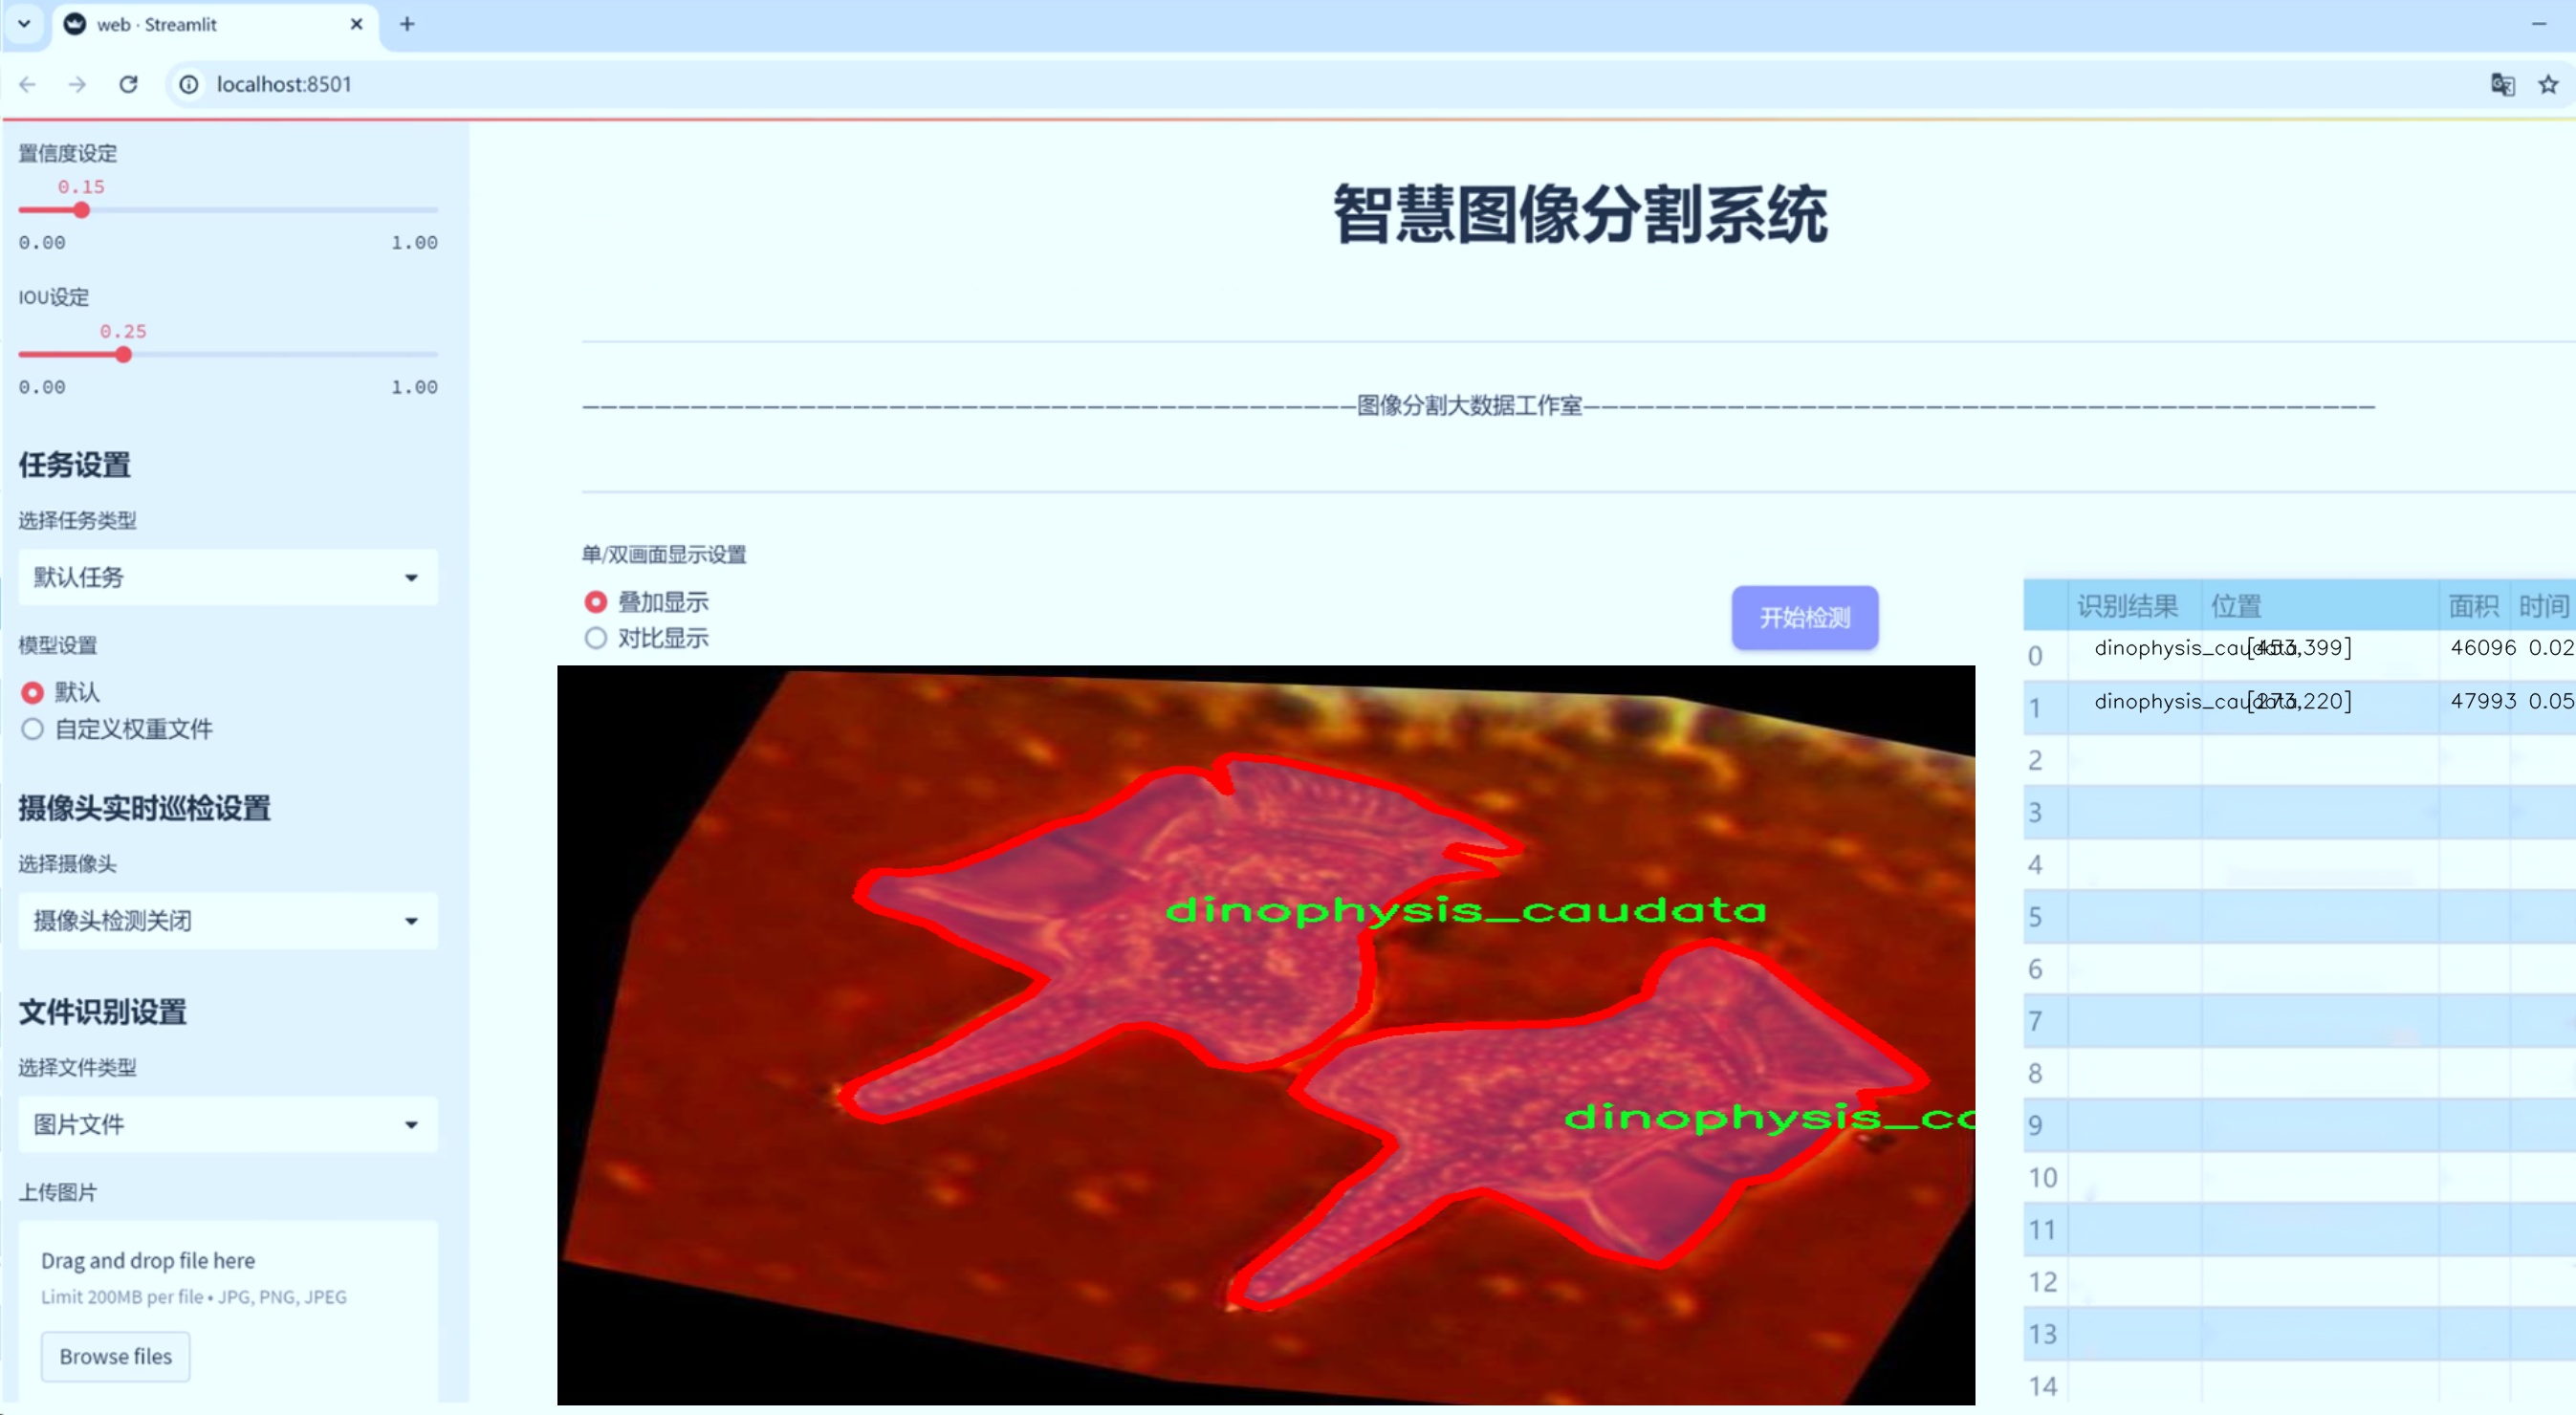 web · Streamlit
localhost:8501
置信度设定
0.15
0.00 1.00
IOU设定
0.25
0.00 1.00
任务设置
选择任务类型
默认任务
模型设置
默认
自定义权重文件
摄像头实时巡检设置
选择摄像头
摄像头检测关闭
文件识别设置
选择文件类型
图片文件
上传图片
Drag and drop file here
Limit 200MB per file • JPG, PNG, JPEG
Browse files
智慧图像分割系统
图像分割大数据工作室
单/双画面显示设置
叠加显示
对比显示
开始检测
dinophysis_caudata
dinophysis_cc
识别结果 位置 面积 时间
0 dinophysis_caudata [453,399] 46096 0.02
1 dinophysis_caudata [273,220] 47993 0.05
2
3
4
5
6
7
8
9
10
11
12
13
14